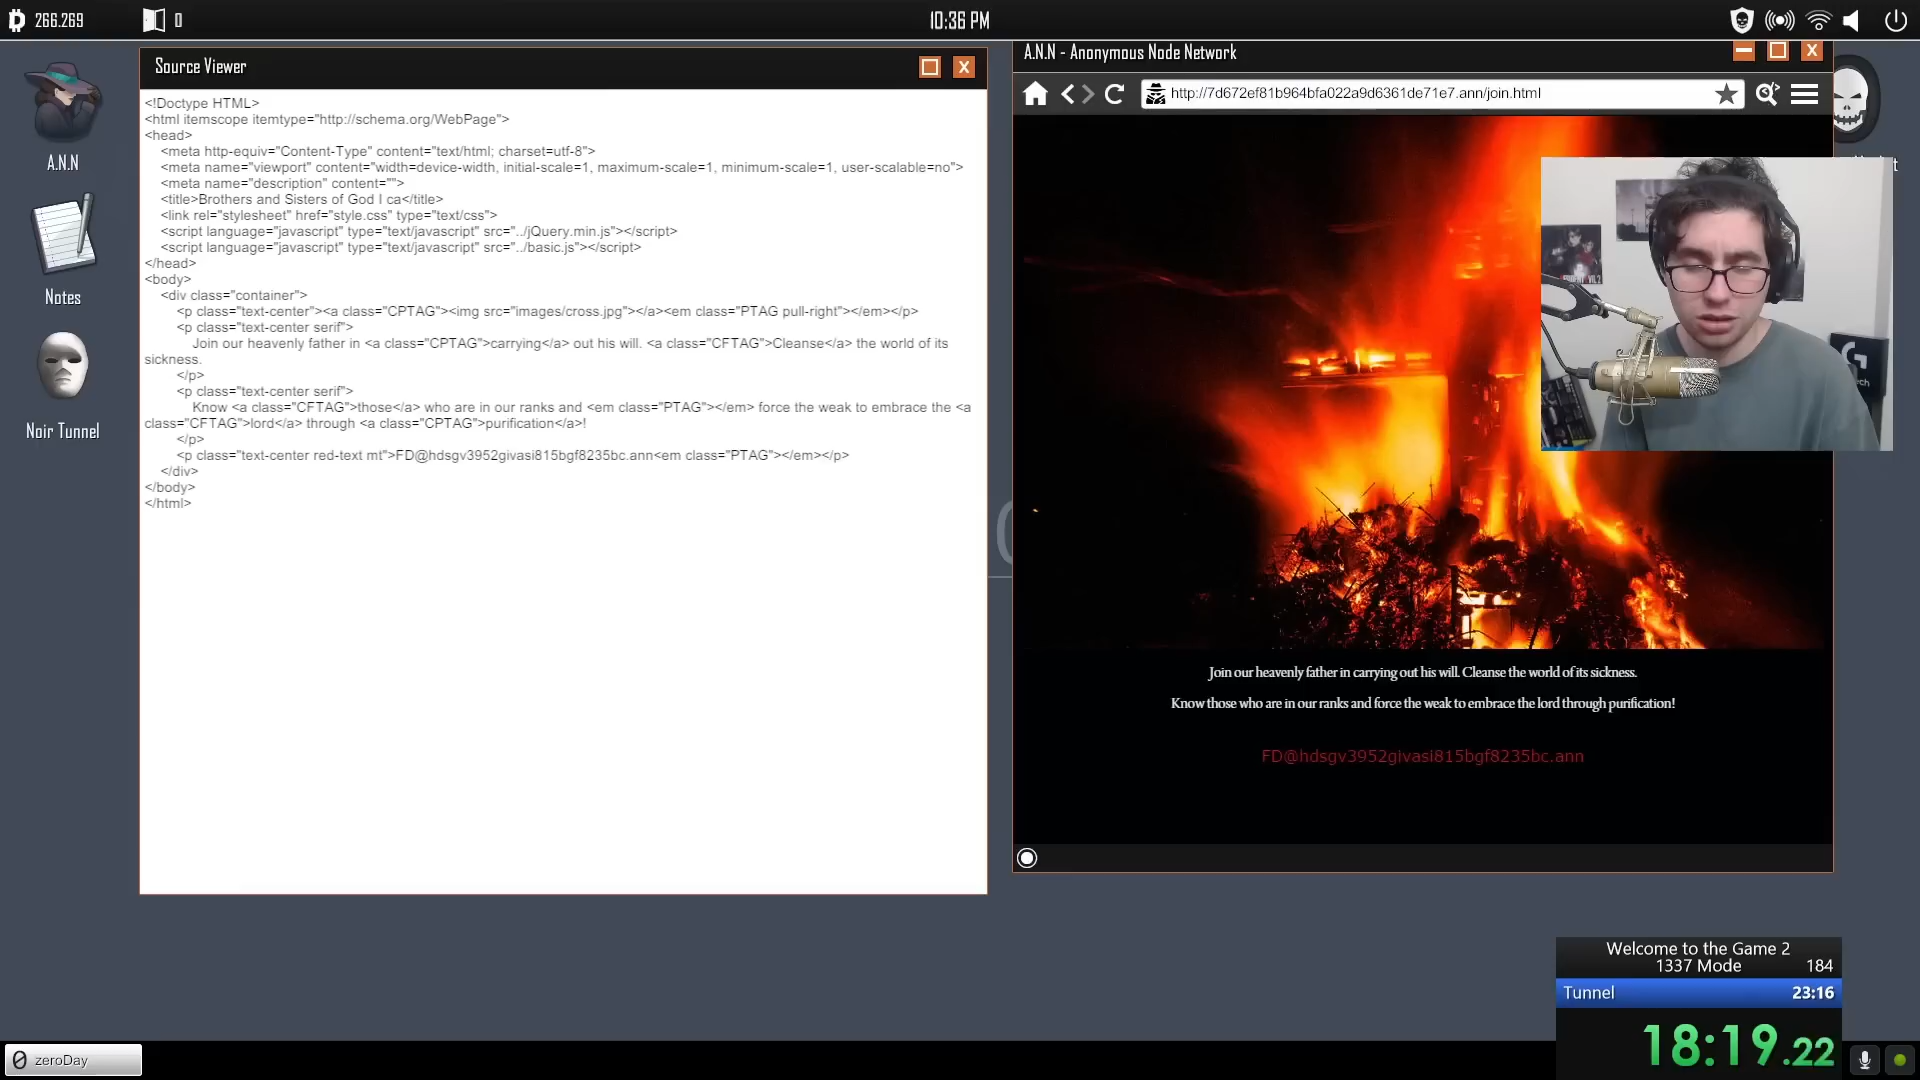 266.269
0
10:36 PM
A.N.N
Notes
Noir Tunnel
Source Viewer
X
<!Doctype HTML>
<html itemscope itemtype="http://schema.org/WebPage">
<head>
<meta http-equiv="Content-Type" content="text/html; charset=utf-8">
<meta name="viewport" content="width=device-width, initial-scale=1, maximum-scale=1, minimum-scale=1, user-scalable=no">
<meta name="description" content="">
<title>Brothers and Sisters of God I ca</title>
<link rel="stylesheet" href="style.css" type="text/css">
<script language="javascript" type="text/javascript" src="../jQuery.min.js"></script>
<script language="javascript" type="text/javascript" src="../basic.js"></script>
</head>
<body>
<div class="container">
<p class="text-center"><a class="CPTAG"><img src="images/cross.jpg"></a><em class="PTAG pull-right"></em></p>
<p class="text-center serif">
Join our heavenly father in <a class="CPTAG">carrying</a> out his will. <a class="CFTAG">Cleanse</a> the world of its
sickness.
</p>
<p class="text-center serif">
Know <a class="CFTAG">those</a> who are in our ranks and <em class="PTAG"></em> force the weak to embrace the <a
class="CFTAG">lord</a> through <a class="CPTAG">purification</a>!
</p>
<p class="text-center red-text mt">FD@hdsgv3952givasi815bgf8235bc.ann<em class="PTAG"></em></p>
</div>
</body>
</html>
A.N.N - Anonymous Node Network
X
http://7d672ef81b964bfa022a9d6361de71e7.ann/join.html
Join our heavenly father in carrying out his will. Cleanse the world of its sickness.
Know those who are in our ranks and force the weak to embrace the lord through purification!
FD@hdsgv3952givasi815bgf8235bc.ann
Welcome to the Game 2
1337 Mode 184
Tunnel 23:16
18:19.22
zeroDay